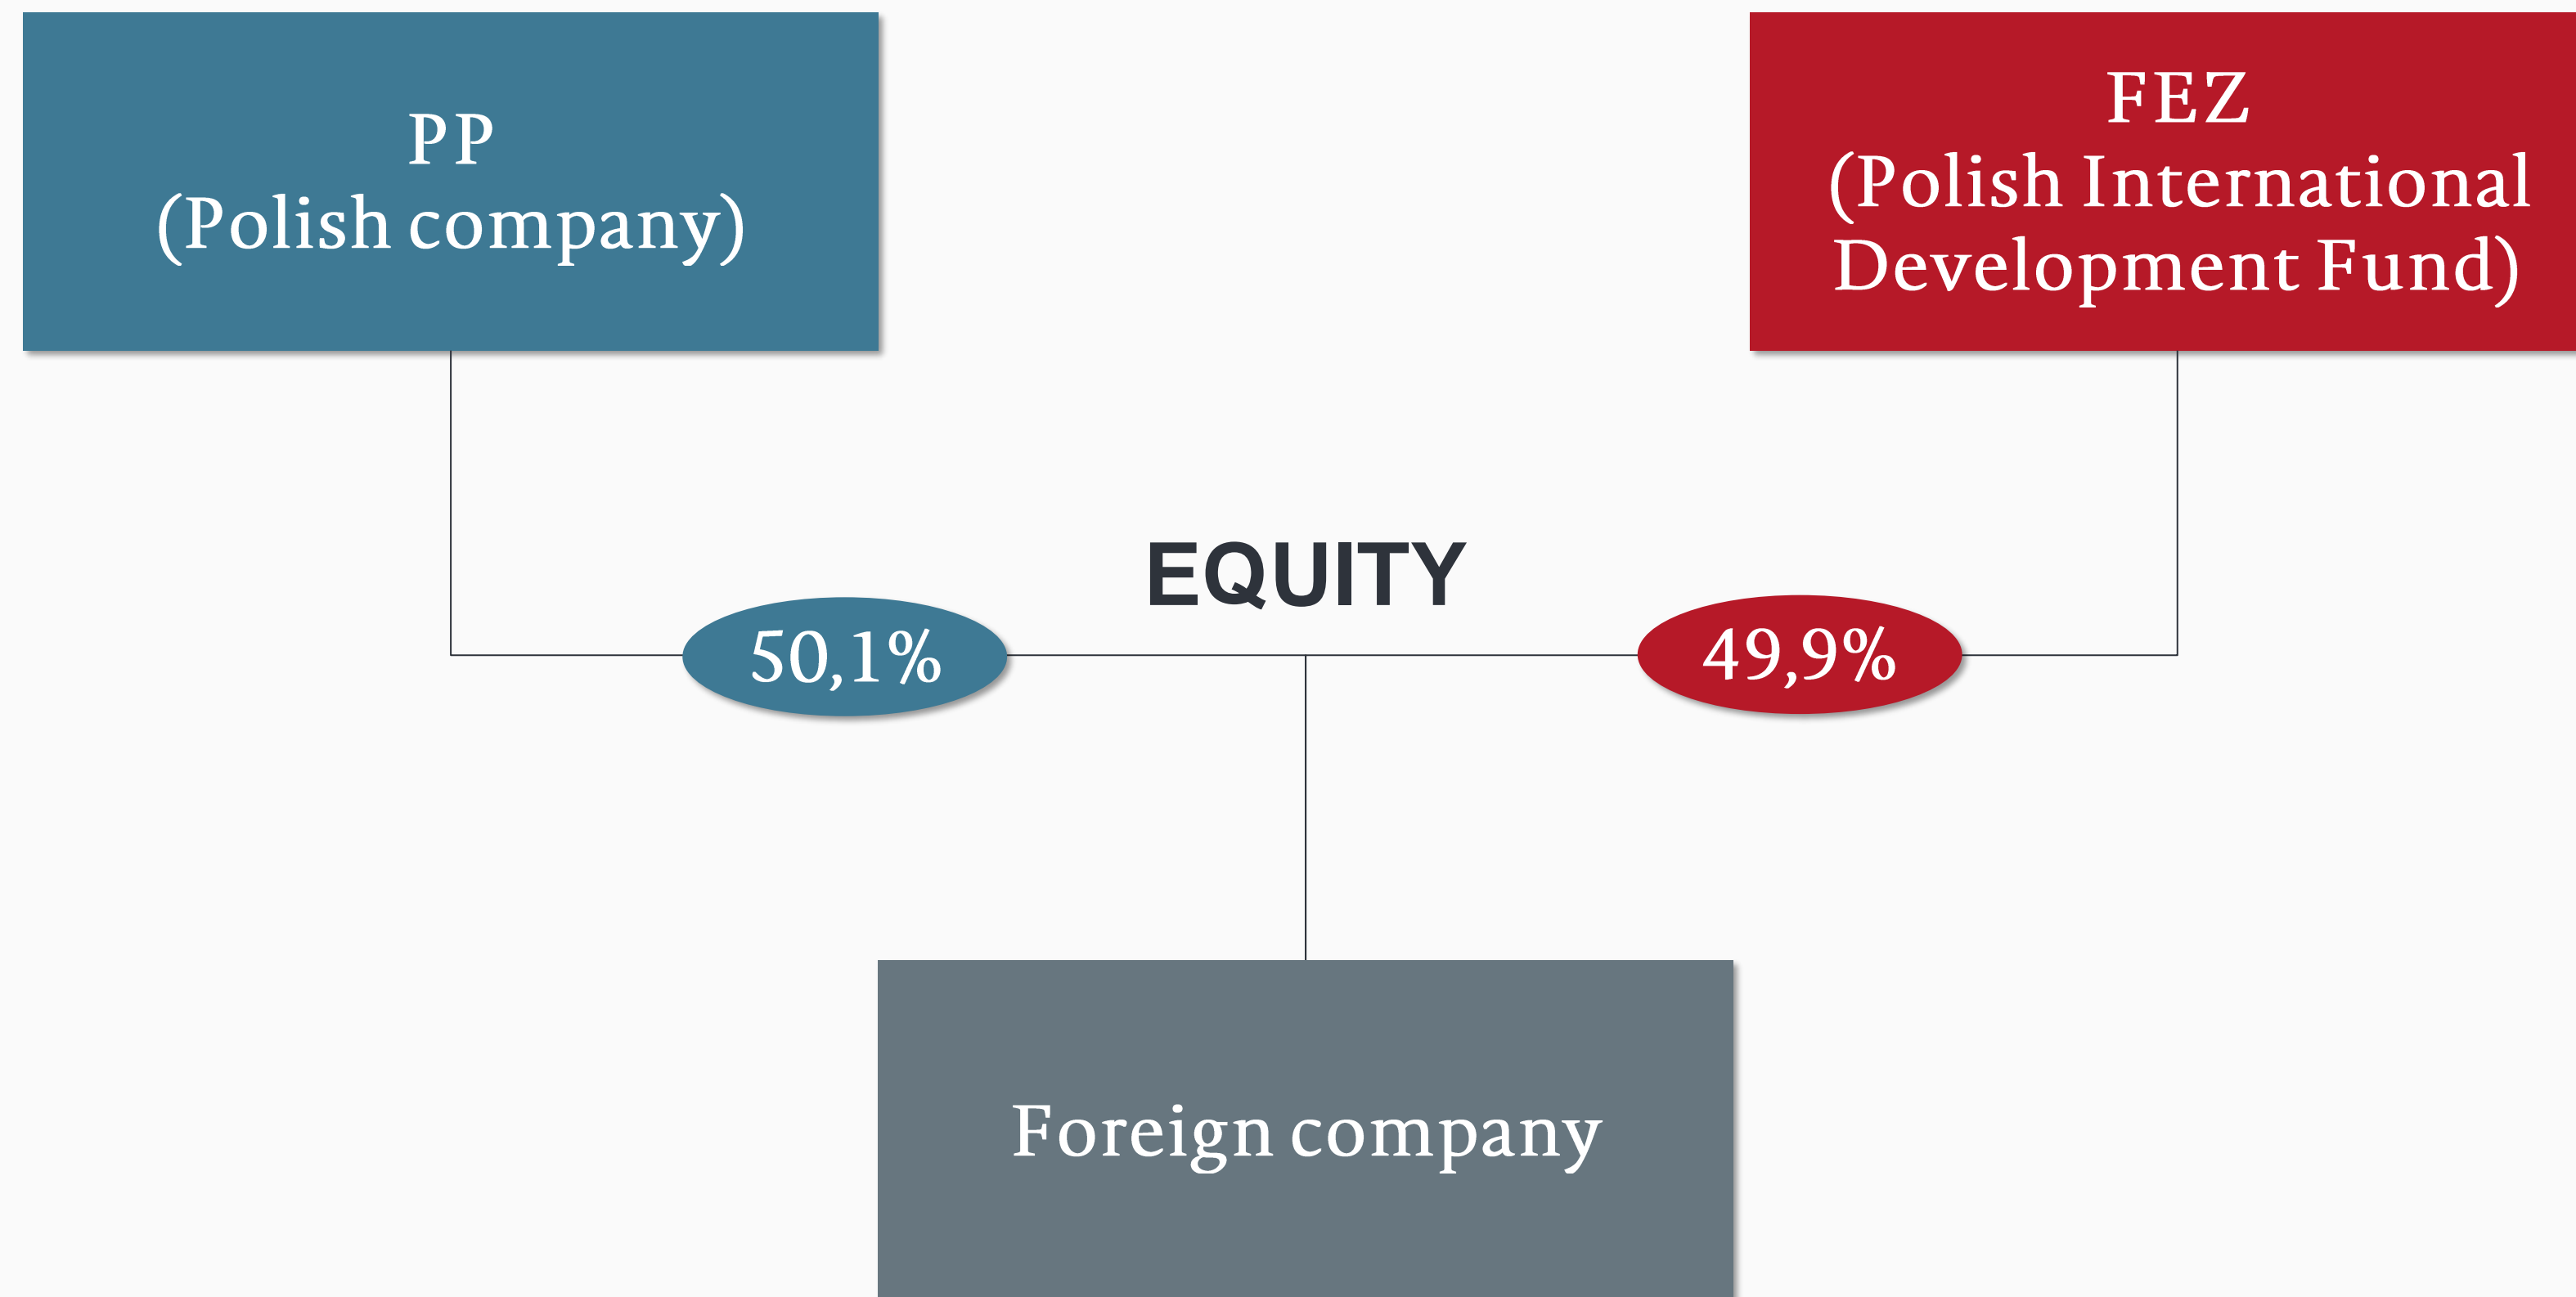 PP
(Polish company)
FEZ
(Polish International
Development Fund)
EQUITY
50,1%
49,9%
Foreign company